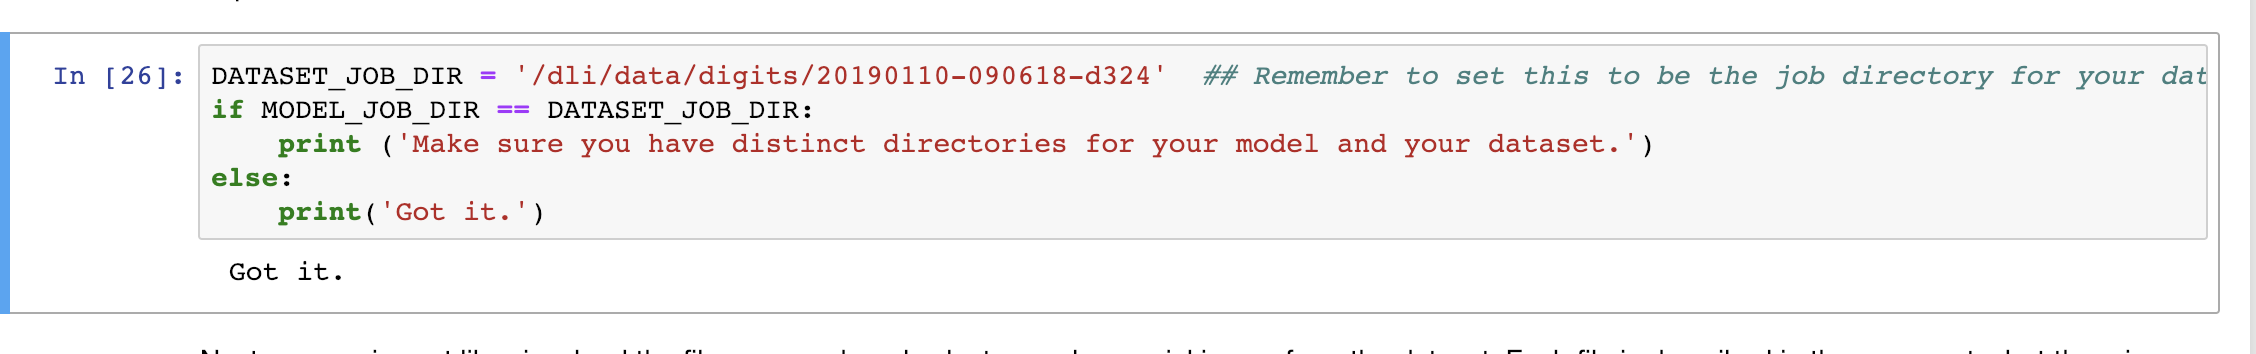 In [26]: DATASET_JOB_DIR = '/dli/data/digits/20190110-090618-d324'  ## Remember to set this to be the job directory for your dat
if MODEL_JOB_DIR == DATASET_JOB_DIR:
    print ('Make sure you have distinct directories for your model and your dataset.')
else:
    print('Got it.')
Got it.